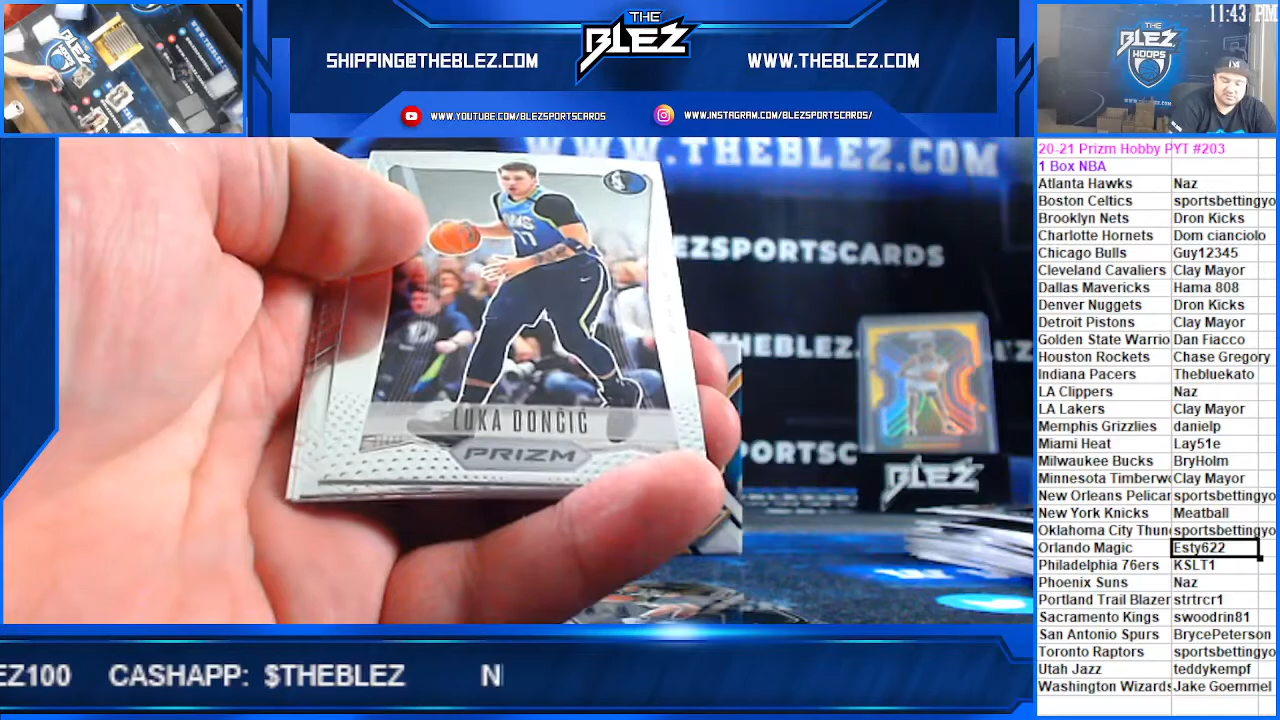 THE
BLEZ
SHIPPING@THEBLEZ.COM
WWW.THEBLEZ.COM
WWW.YOUTUBE.COM/BLEZSPORTSCARDS
WWW.INSTAGRAM.COM/BLEZSPORTSCARDS/
11:43 PM
THE
BLEZ
HOOPS
WWW.THEBLEZ.COM
EZSPORTSCARDS
HEBLEZ.
PORTSC
BLEZ
LUKA DONČIĆ
PRIZM
20-21 Prizm Hobby PYT #203
1 Box NBA
Atlanta Hawks Naz
Boston Celtics sportsbettingyo
Brooklyn Nets Dron Kicks
Charlotte Hornets Dom cianciolo
Chicago Bulls Guy12345
Cleveland Cavaliers Clay Mayor
Dallas Mavericks Hama 808
Denver Nuggets Dron Kicks
Detroit Pistons Clay Mayor
Golden State Warrio Dan Fiacco
Houston Rockets Chase Gregory
Indiana Pacers Thebluekato
LA Clippers Naz
LA Lakers Clay Mayor
Memphis Grizzlies danielp
Miami Heat Lay51e
Milwaukee Bucks BryHolm
Minnesota Timberwo Clay Mayor
New Orleans Pelican sportsbettingyo
New York Knicks Meatball
Oklahoma City Thun sportsbettingyo
Orlando Magic Esty622
Philadelphia 76ers KSLT1
Phoenix Suns Naz
Portland Trail Blazer strtrcr1
Sacramento Kings swoodrin81
San Antonio Spurs BrycePeterson
Toronto Raptors sportsbettingyo
Utah Jazz teddykempf
Washington Wizards Jake Goemmel
EZ100 CASHAPP: $THEBLEZ N